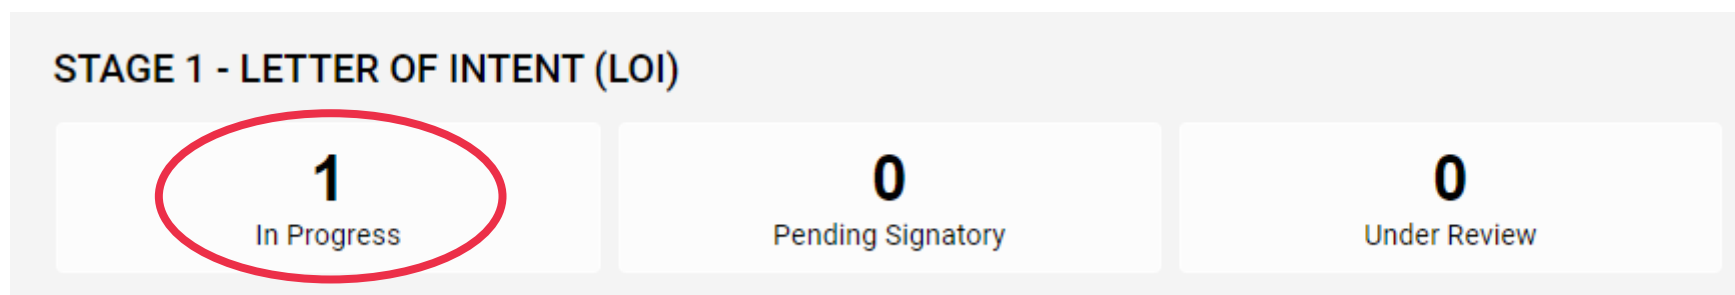 STAGE 1 - LETTER OF INTENT (LOI)
1
In Progress
0
Pending Signatory
0
Under Review